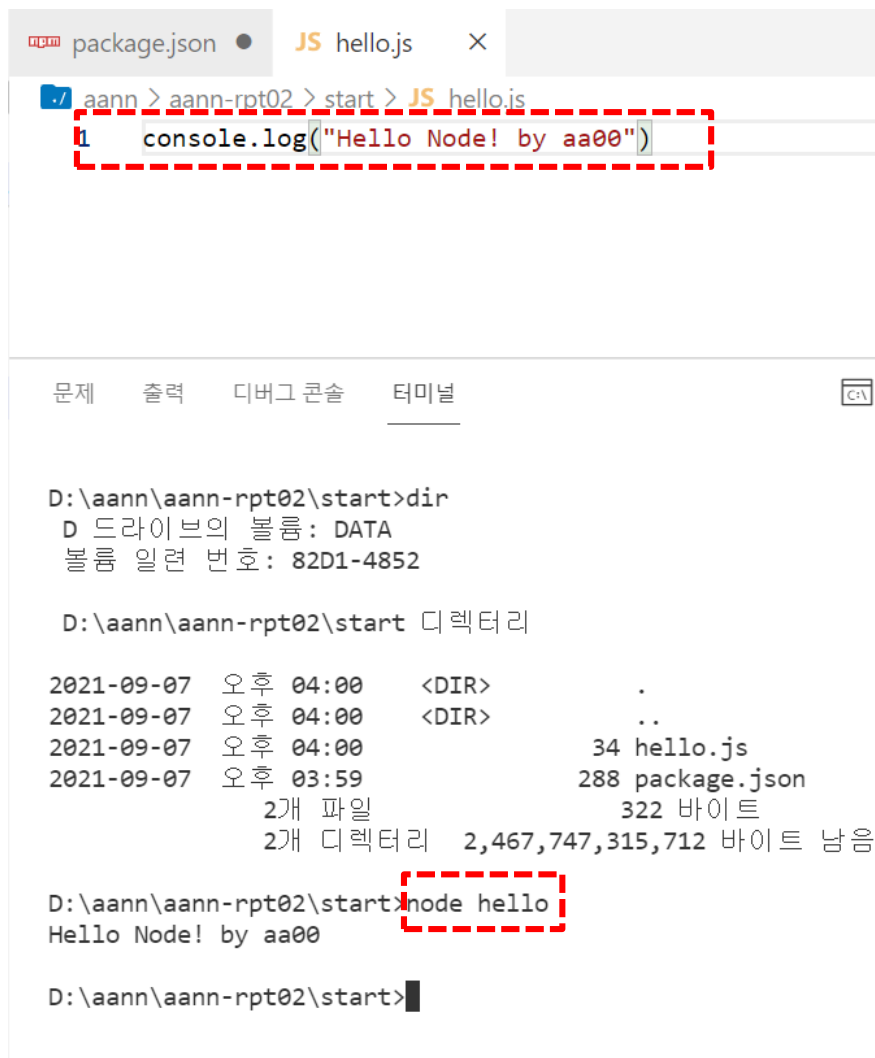 package.json ● JS hello.js ×
./ aann > aann-rpt02 > start > JS hello.js
1 console.log("Hello Node! by aa00")
문제 출력 디버그 콘솔 터미널
C:\
D:\aann\aann-rpt02\start>dir
D 드라이브의 볼륨: DATA
볼륨 일련 번호: 82D1-4852
D:\aann\aann-rpt02\start 디렉터리
2021-09-07 오후 04:00 <DIR> .
2021-09-07 오후 04:00 <DIR> ..
2021-09-07 오후 04:00 34 hello.js
2021-09-07 오후 03:59 288 package.json
2개 파일 322 바이트
2개 디렉터리 2,467,747,315,712 바이트 남음
D:\aann\aann-rpt02\start>node hello
Hello Node! by aa00
D:\aann\aann-rpt02\start>